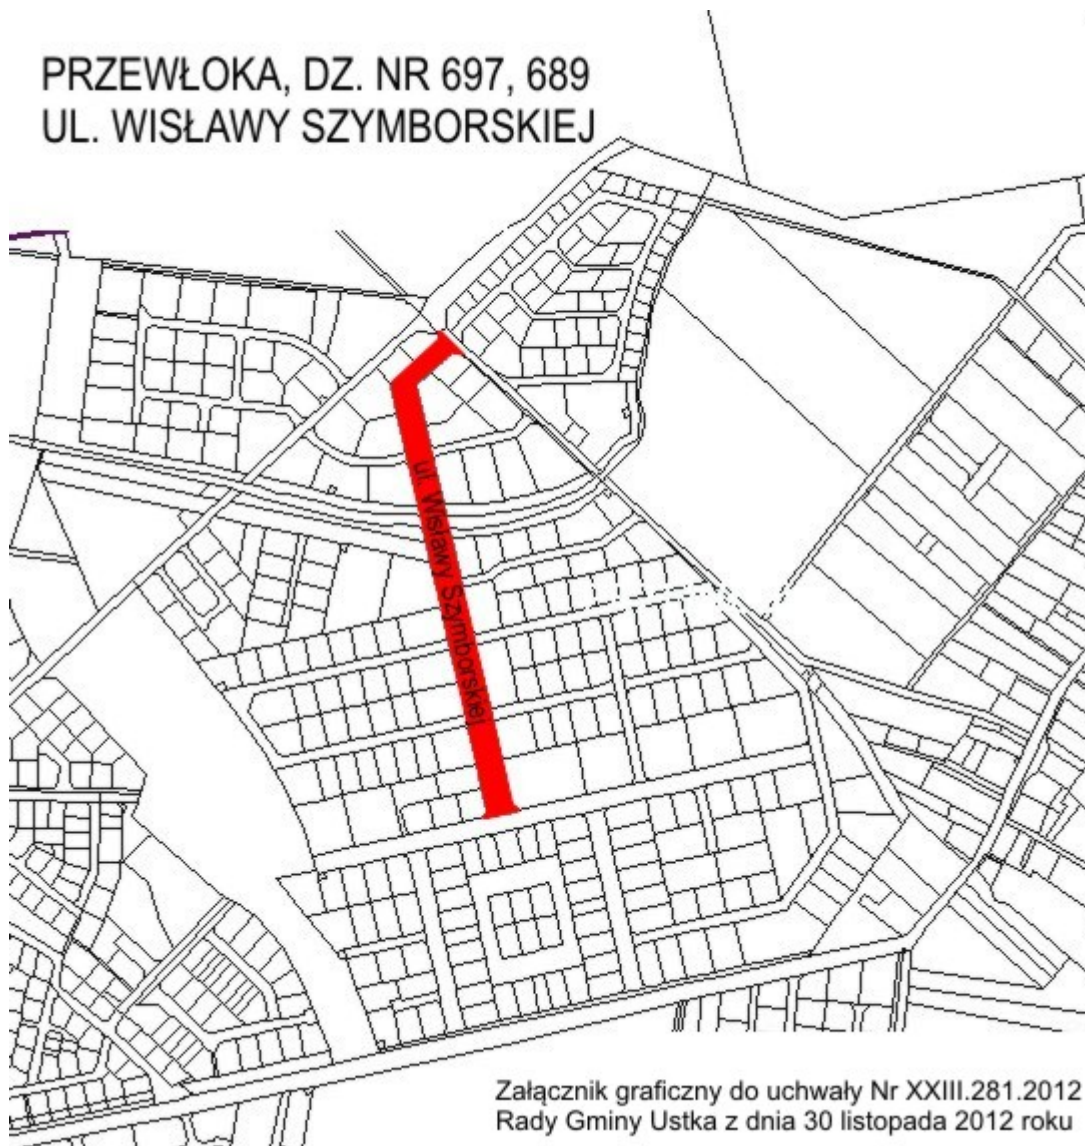 PRZEWŁOKA, DZ. NR 697, 689
UL. WISŁAWY SZYMBORSKIEJ
ul. Wisławy Szymborskiej
Załącznik graficzny do uchwały Nr XXIII.281.2012
Rady Gminy Ustka z dnia 30 listopada 2012 roku